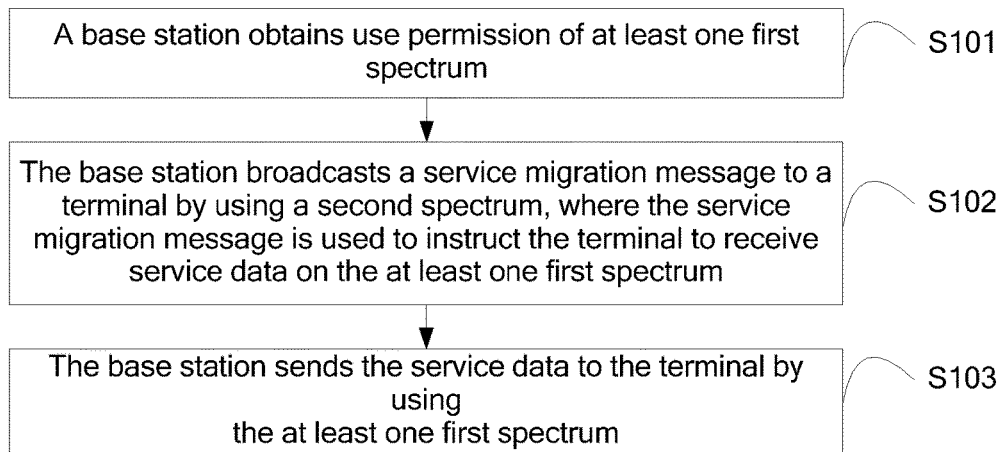 A base station obtains use permission of at least one first
spectrum
S101
The base station broadcasts a service migration message to a
terminal by using a second spectrum, where the service
migration message is used to instruct the terminal to receive
service data on the at least one first spectrum
S102
The base station sends the service data to the terminal by
using
the at least one first spectrum
S103